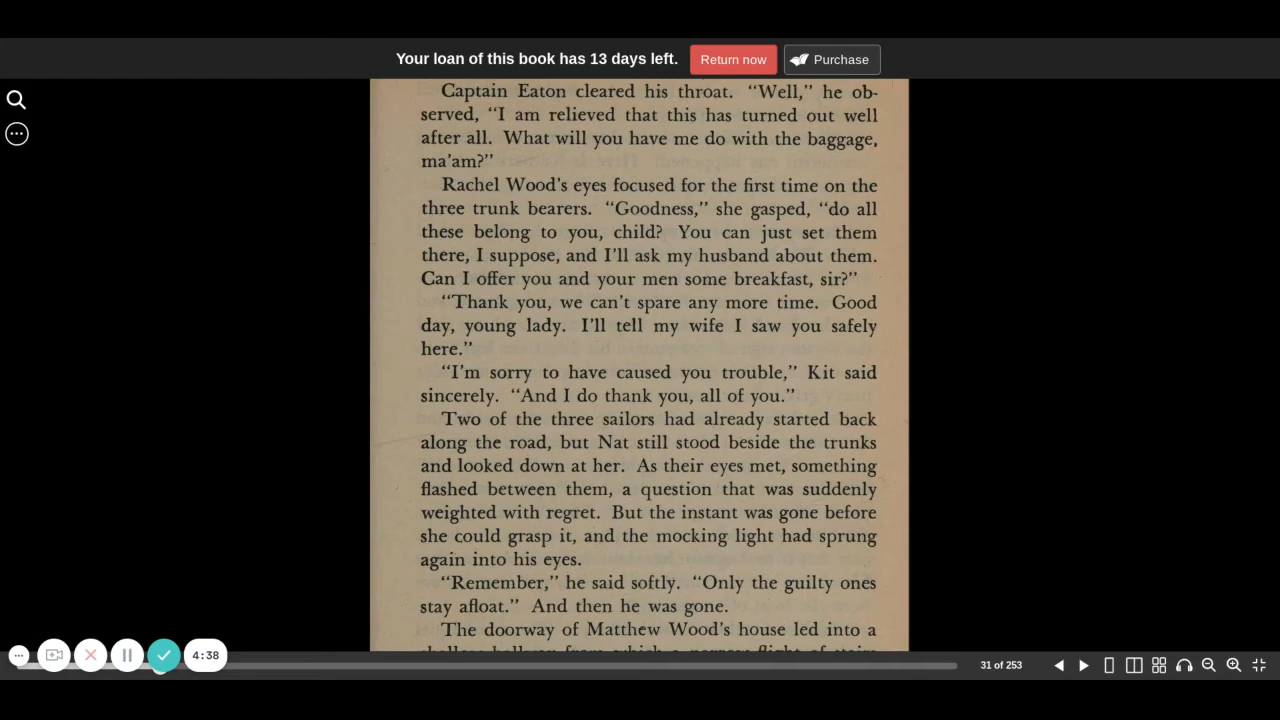 Your loan of this book has 13 days left.
Return now
Purchase
Captain Eaton cleared his throat. “Well,” he ob-
served, “I am relieved that this has turned out well
after all. What will you have me do with the baggage,
ma’am?”
Rachel Wood’s eyes focused for the first time on the
three trunk bearers. “Goodness,” she gasped, “do all
these belong to you, child? You can just set them
there, I suppose, and I’ll ask my husband about them.
Can I offer you and your men some breakfast, sir?”
“Thank you, we can’t spare any more time. Good
day, young lady. I’ll tell my wife I saw you safely
here.”
“I’m sorry to have caused you trouble,” Kit said
sincerely. “And I do thank you, all of you.”
Two of the three sailors had already started back
along the road, but Nat still stood beside the trunks
and looked down at her. As their eyes met, something
flashed between them, a question that was suddenly
weighted with regret. But the instant was gone before
she could grasp it, and the mocking light had sprung
again into his eyes.
“Remember,” he said softly. “Only the guilty ones
stay afloat.” And then he was gone.
The doorway of Matthew Wood’s house led into a
4:38
31 of 253